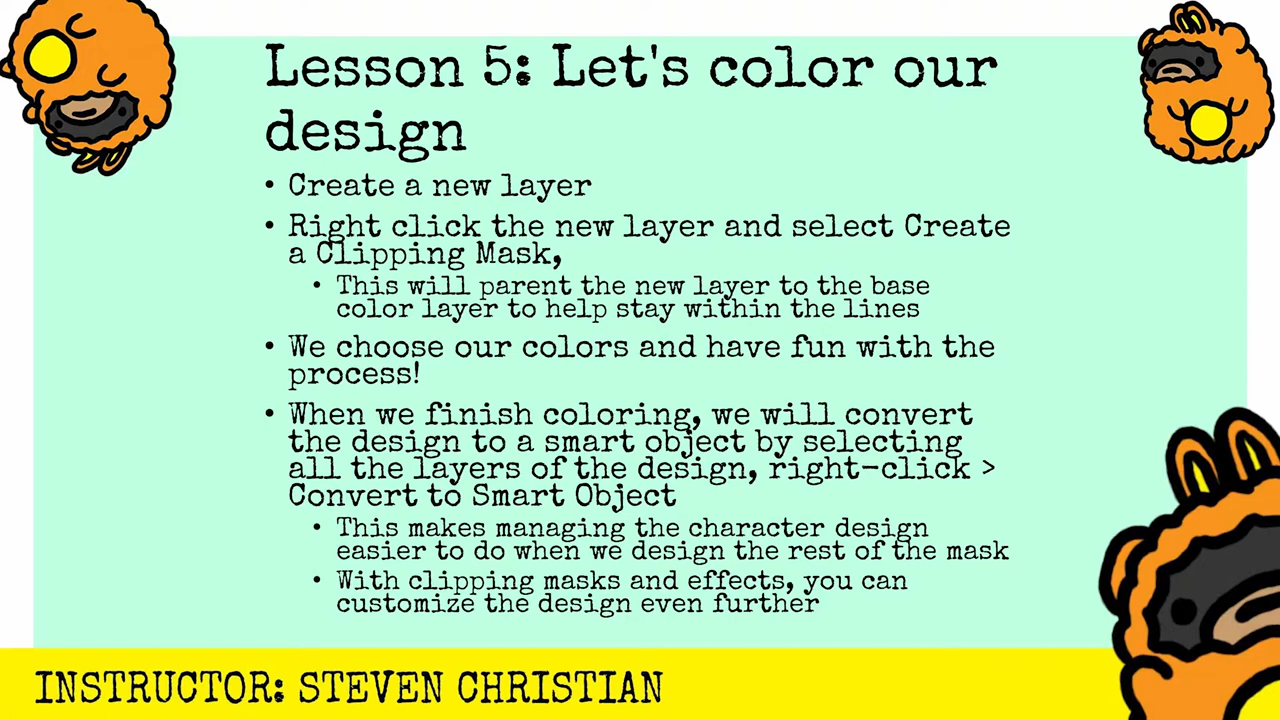 Lesson 5: Let's color our
design
• Create a new layer
• Right click the new layer and select Create
a Clipping Mask,
• This will parent the new layer to the base
color layer to help stay within the lines
• We choose our colors and have fun with the
process!
• When we finish coloring, we will convert
the design to a smart object by selecting
all the layers of the design, right-click >
Convert to Smart Object
• This makes managing the character design
easier to do when we design the rest of the mask
• With clipping masks and effects, you can
customize the design even further
INSTRUCTOR: STEVEN CHRISTIAN